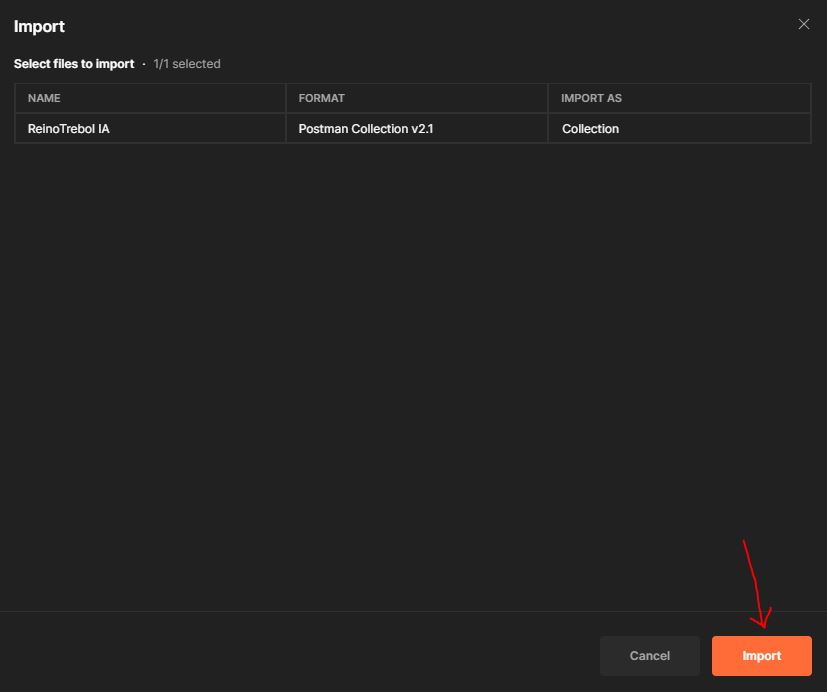 Import
Select files to import · 1/1 selected
NAME FORMAT IMPORT AS
ReinoTrebol IA Postman Collection v2.1 Collection
Cancel Import